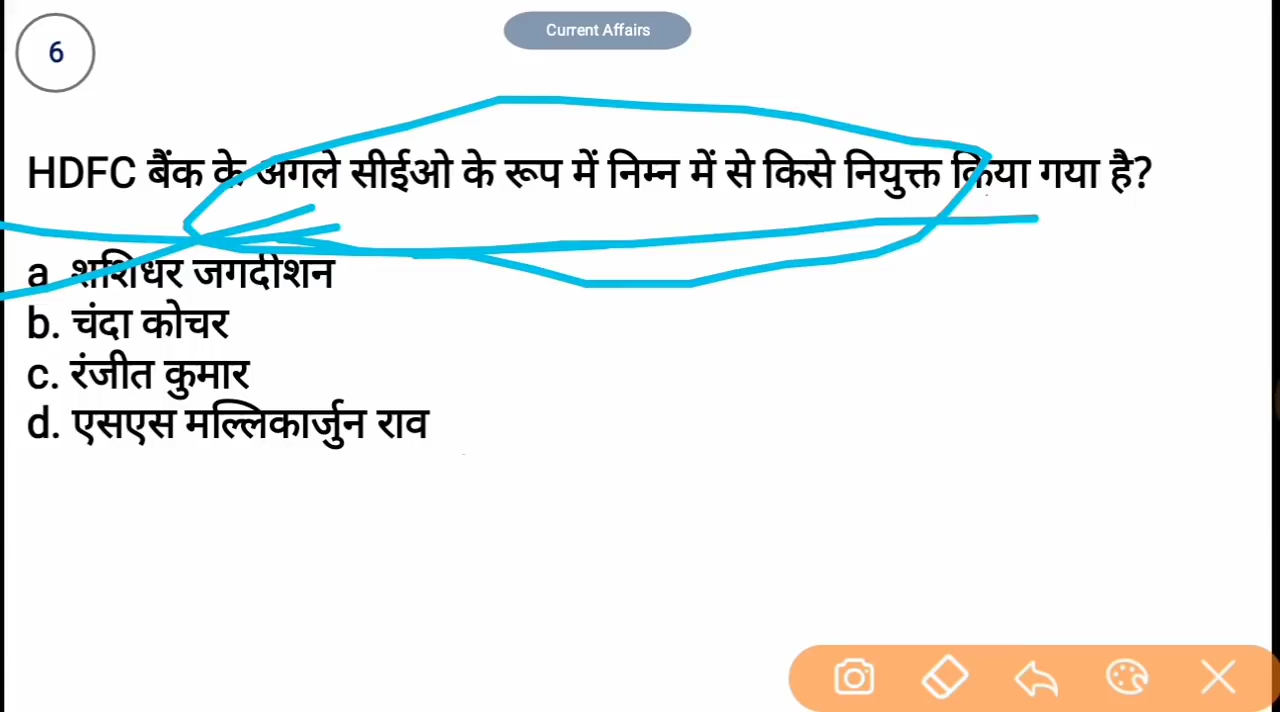 Current Affairs
6
HDFC बैंक के अगले सीईओ के रूप में निम्न में से किसे नियुक्त किया गया है?
a. शशिधर जगदीशन
b. चंदा कोचर
c. रंजीत कुमार
d. एसएस मल्लिकार्जुन राव